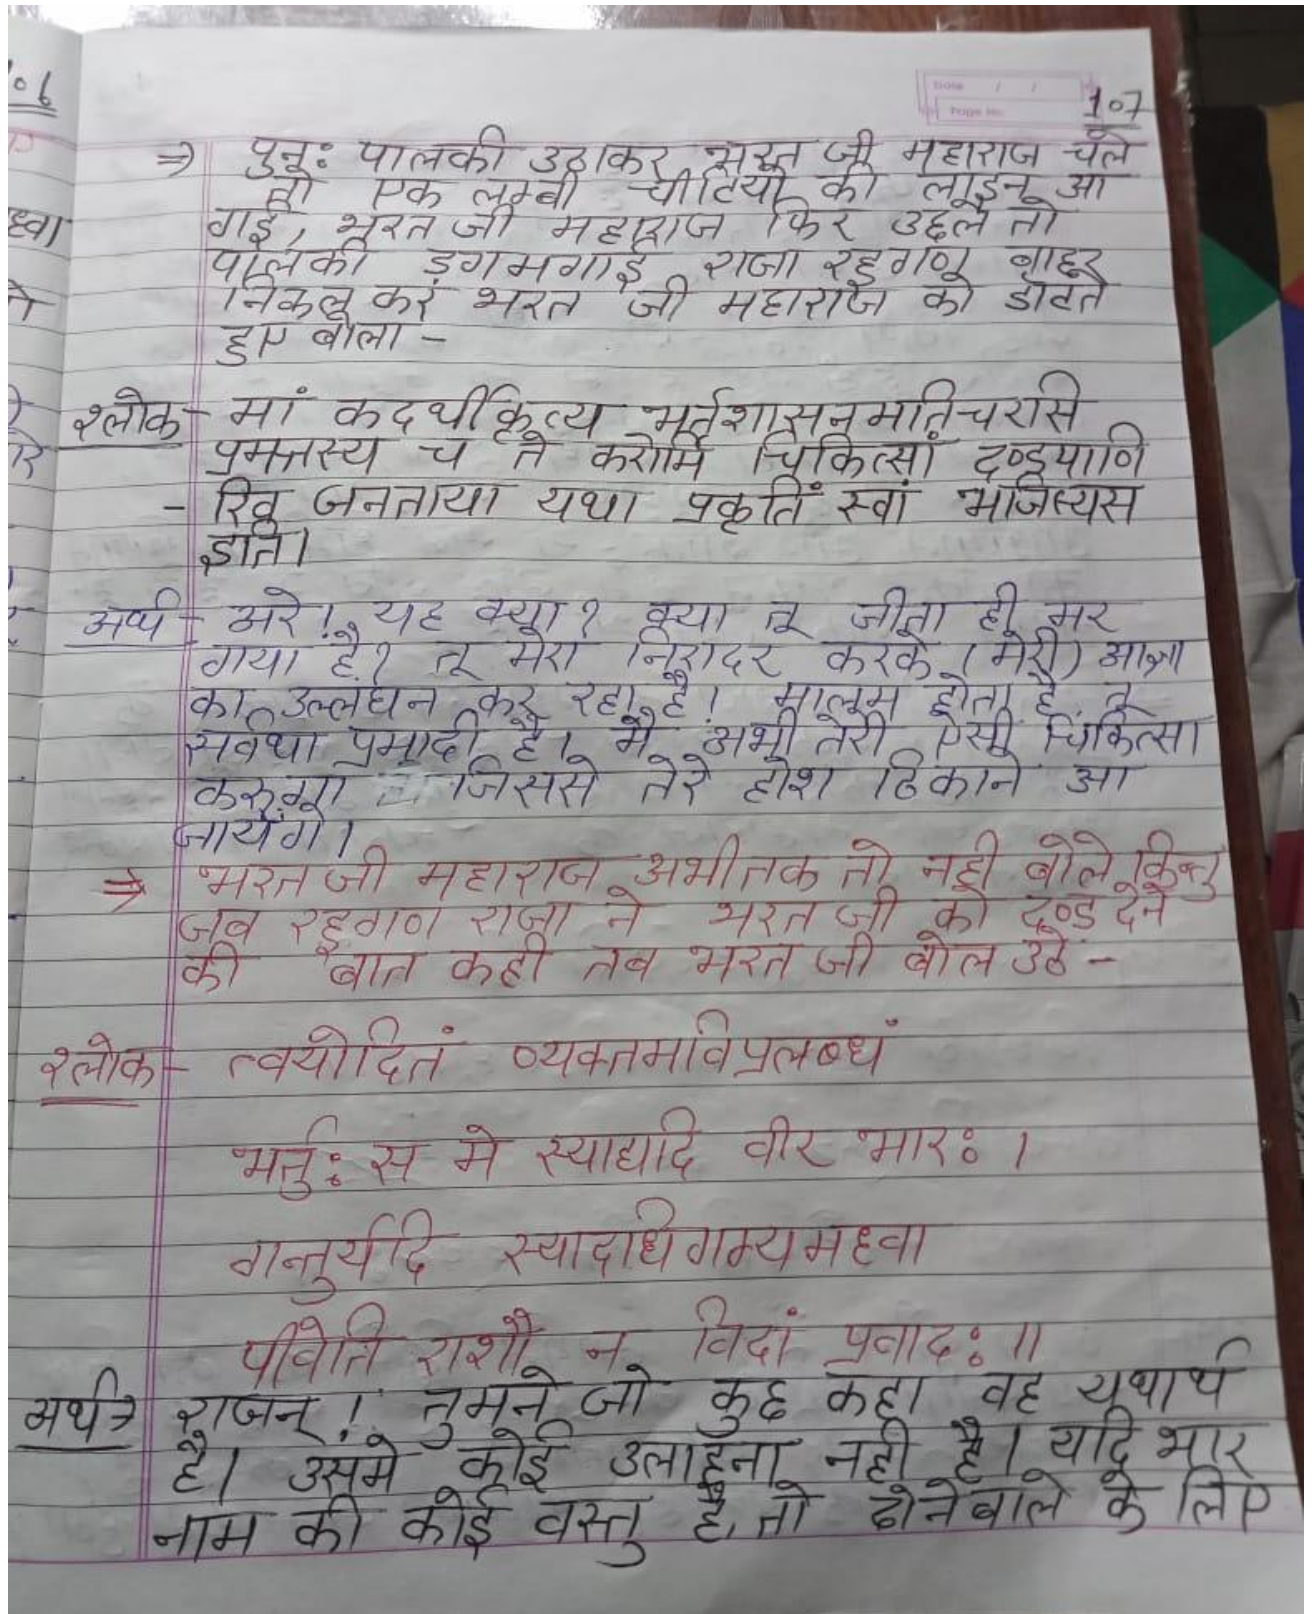 106
Date / /
Page No.
107
⇒ पुनः पालकी उठाकर भरत जी महाराज चले
तो एक लम्बी चीटियो की लाइन आ
गई, भरत जी महाराज फिर उछले तो
पालकी डगमगाई राजा रहुगण बाहर
निकल कर भरत जी महाराज को डांटते
हुए बोला -
श्लोक - मां कदर्थीकृत्य भर्तृशासनमतिचरसि
प्रमत्तस्य च ते करोमि चिकित्सां दण्डपाणि
- रिव जनताया यथा प्रकृतिं स्वां भजिस्यस
इति।
अर्थ - अरे! यह क्या? क्या तू जीता ही मर
गया है? तू मेरा निरादर करके (मेरी) आज्ञा
का उल्लंघन कर रहा है! मालूम होता है, तू
सर्वथा प्रमादी है। मै अभी तेरी ऐसी चिकित्सा
करुगा जिससे तेरे होश ठिकाने आ
जायेंगे।
⇒ भरत जी महाराज अभीतक तो नही बोले किन्तु
जब रहुगण राजा ने भरत जी को दण्ड देने
की बात कही तब भरत जी बोल उठे -
श्लोक - त्वयोदितं व्यक्तमविप्रलब्धं
भर्तुः स मे स्याद्यदि वीर भारः ।
गन्तुर्यदि स्यादधिगम्यमध्वा
पीवेति राशौ न विदां प्रवादः ॥
अर्थ → राजन् ! तुमने जो कुछ कहा वह यथार्थ
है। उसमे कोई उलाहना नही है। यदि भार
नाम की कोई वस्तु है, तो ढोनेबाले के लिए